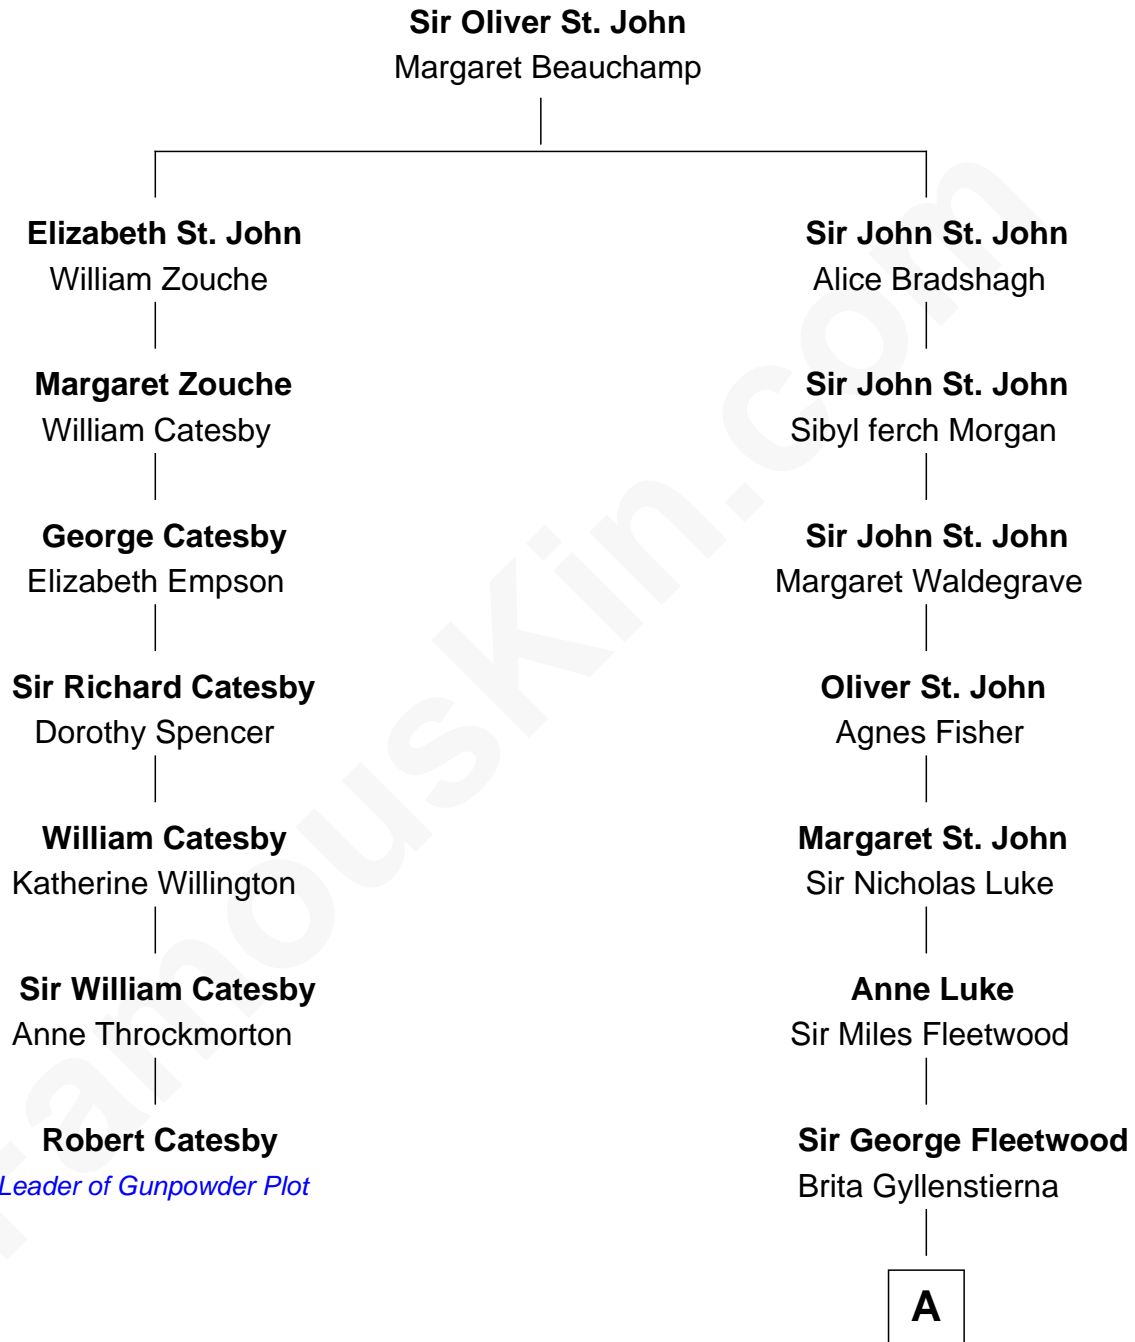 Sir Oliver St. John
Margaret Beauchamp
Elizabeth St. John
William Zouche
Sir John St. John
Alice Bradshagh
Margaret Zouche
William Catesby
Sir John St. John
Sibyl ferch Morgan
George Catesby
Elizabeth Empson
Sir John St. John
Margaret Waldegrave
Sir Richard Catesby
Dorothy Spencer
Oliver St. John
Agnes Fisher
William Catesby
Katherine Willington
Margaret St. John
Sir Nicholas Luke
Sir William Catesby
Anne Throckmorton
Anne Luke
Sir Miles Fleetwood
Robert Catesby
Leader of Gunpowder Plot
Sir George Fleetwood
Brita Gyllenstierna
A
FamousKin.com